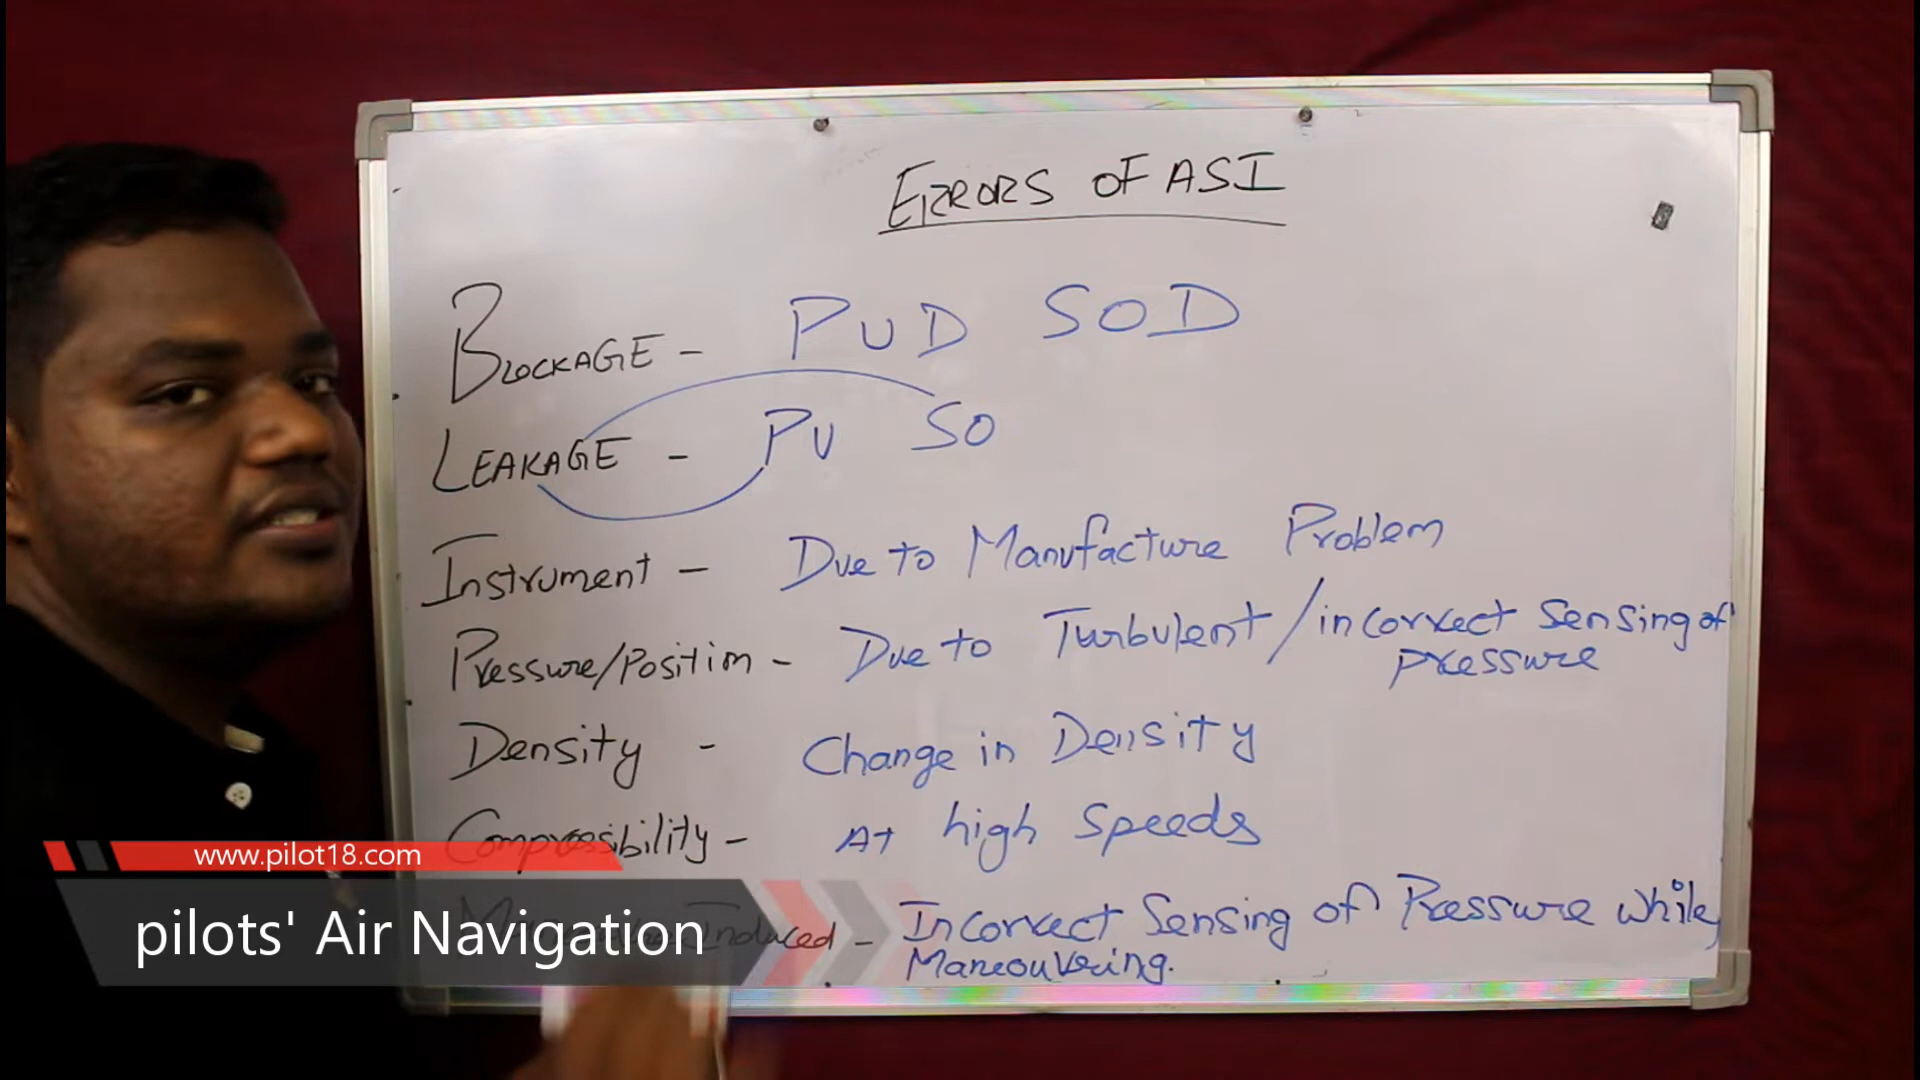 ERRORS OF ASI
BLOCKAGE - PUD SOD
LEAKAGE - PU SO
Instrument - Due to Manufacture Problem
Pressure/Position - Due to Turbulent/incorrect Sensing of
pressure
Density - Change in Density
Compressibility - At high Speeds
www.pilot18.com
Induced - Incorrect Sensing of Pressure while
Maneouvering.
pilots' Air Navigation